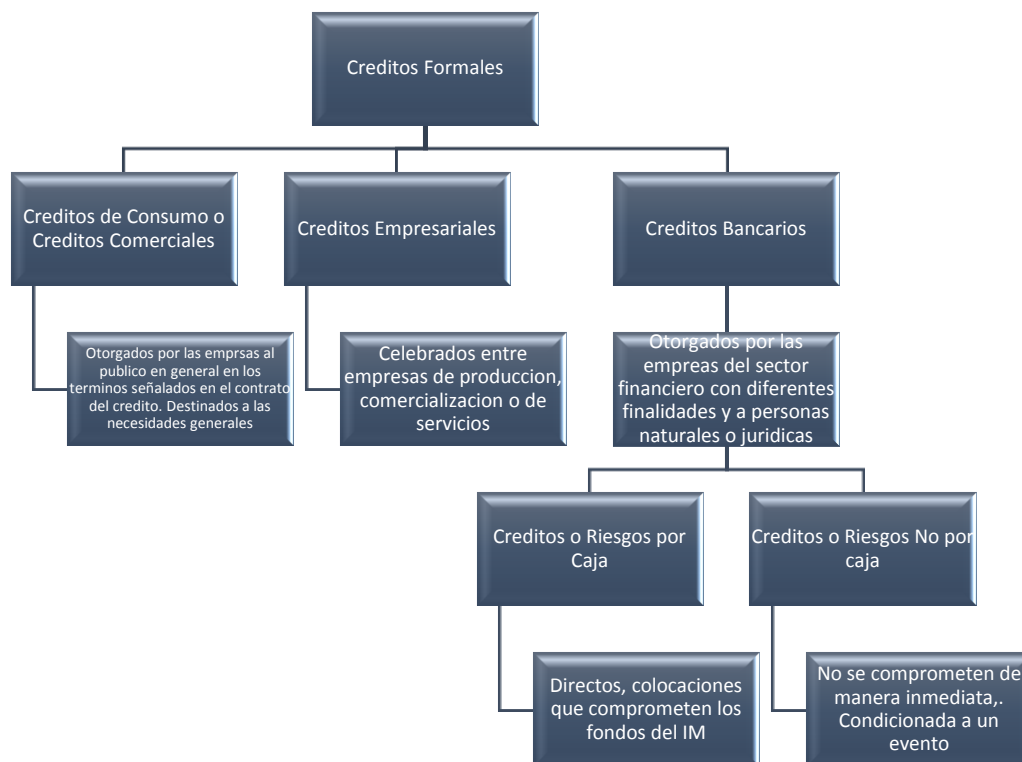 Creditos Formales
Creditos de Consumo o
Creditos Comerciales
Creditos Empresariales
Creditos Bancarios
Otorgados por las emprsas al
publico en general en los
terminos señalados en el contrato
del credito. Destinados a las
necesidades generales
Celebrados entre
empresas de produccion,
comercializacion o de
servicios
Otorgados por las
empreas del sector
financiero con diferentes
finalidades y a personas
naturales o juridicas
Creditos o Riesgos por
Caja
Creditos o Riesgos No por
caja
Directos, colocaciones
que comprometen los
fondos del IM
No se comprometen de
manera inmediata,.
Condicionada a un
evento